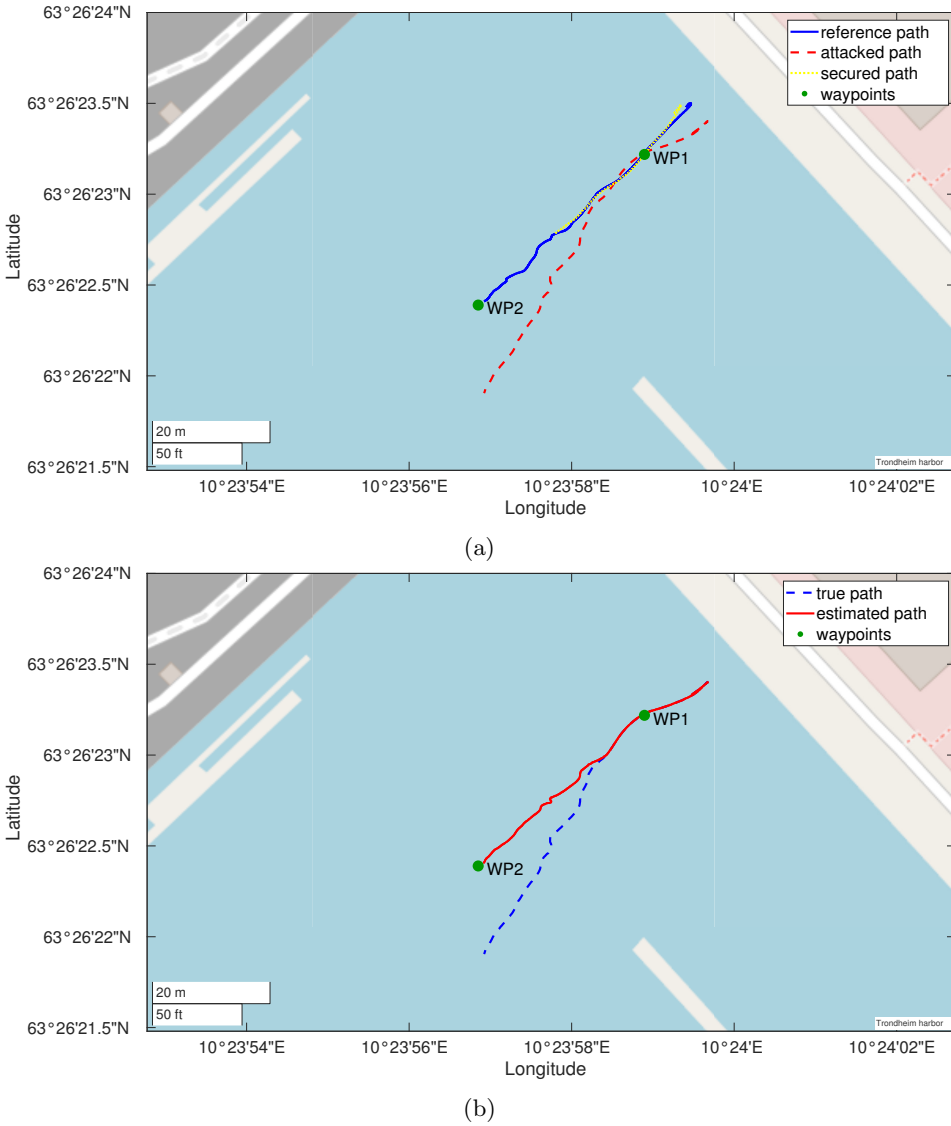 63°26'24"N
63°26'23.5"N
63°26'23"N
63°26'22.5"N
63°26'22"N
63°26'21.5"N
Latitude
reference path
attacked path
secured path
waypoints
WP1
WP2
20 m
50 ft
Trondheim harbor
10°23'54"E 10°23'56"E 10°23'58"E 10°24'E 10°24'02"E
Longitude
(a)
63°26'24"N
63°26'23.5"N
63°26'23"N
63°26'22.5"N
63°26'22"N
63°26'21.5"N
Latitude
true path
estimated path
waypoints
WP1
WP2
20 m
50 ft
Trondheim harbor
10°23'54"E 10°23'56"E 10°23'58"E 10°24'E 10°24'02"E
Longitude
(b)